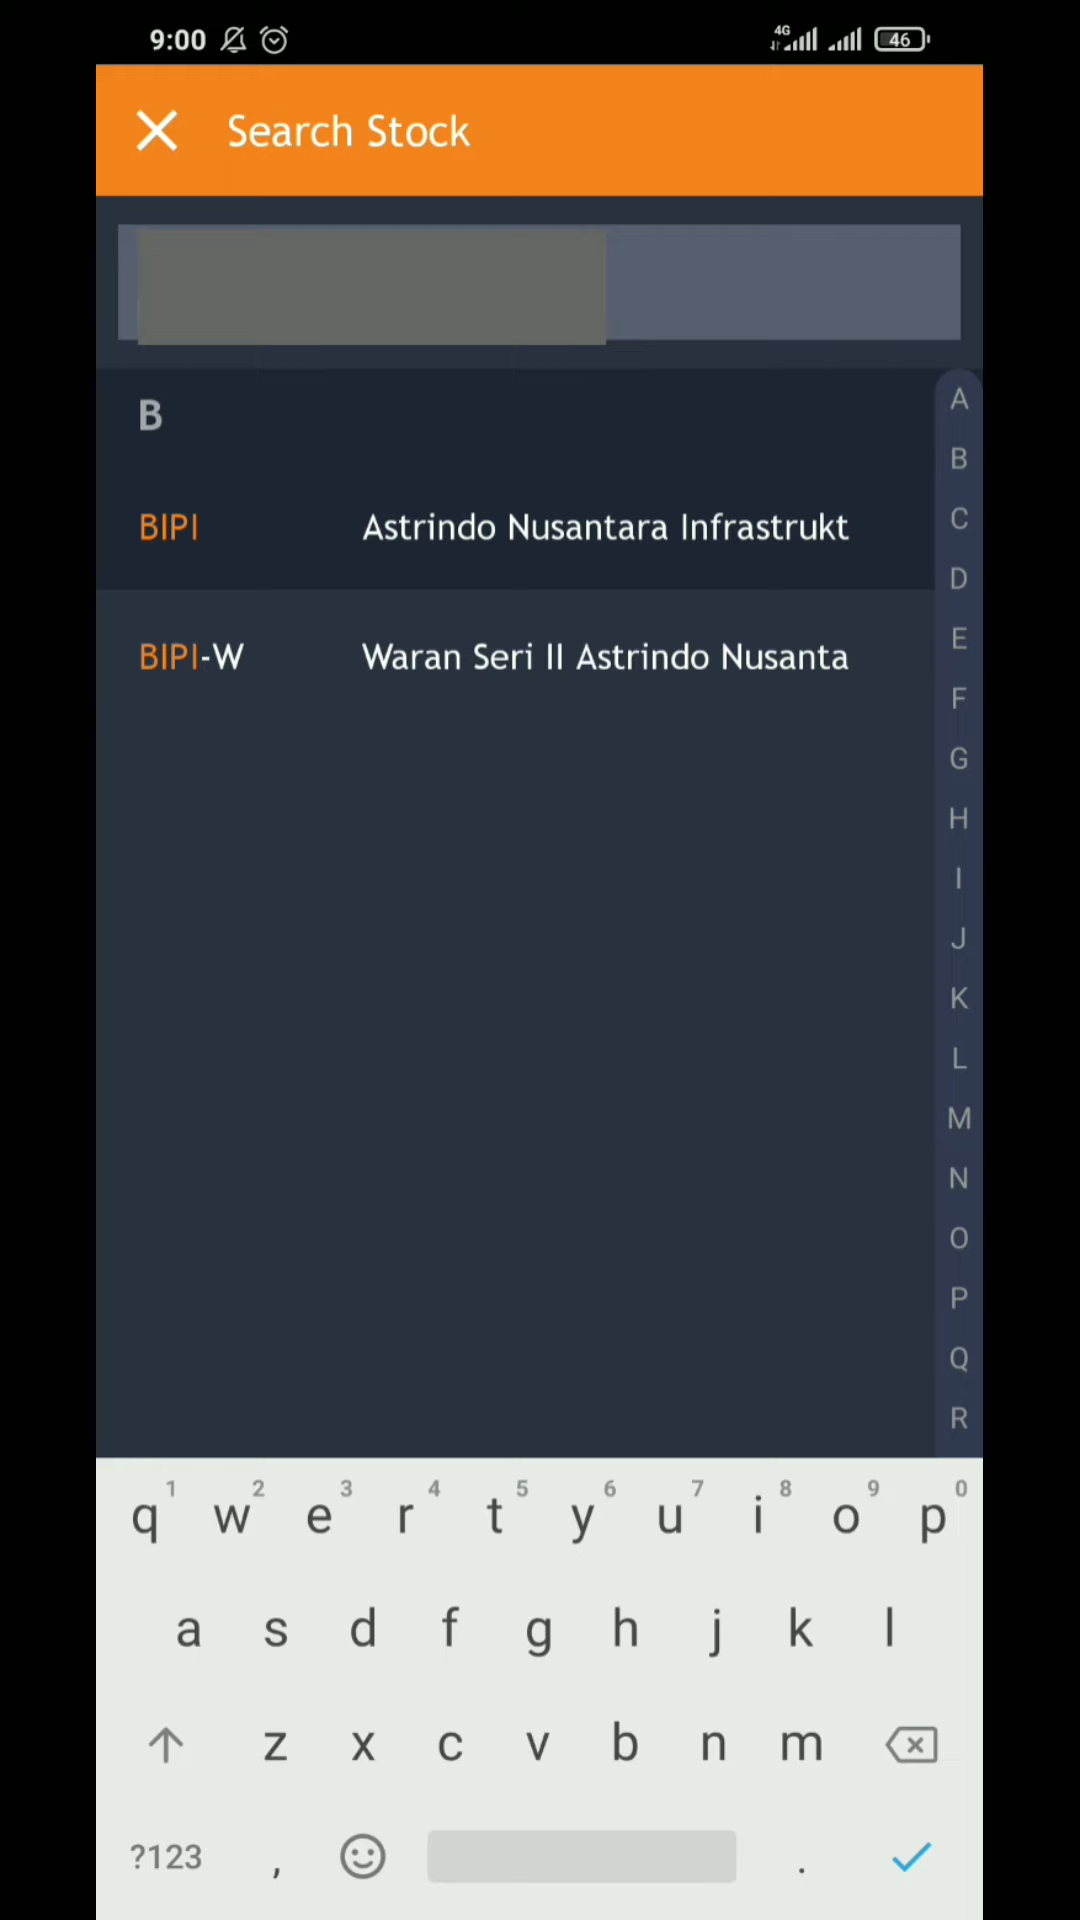 9:00 4G 46
Search Stock
B
BIPI Astrindo Nusantara Infrastrukt
BIPI-W Waran Seri II Astrindo Nusanta
A
B
C
D
E
F
G
H
I
J
K
L
M
N
O
P
Q
R
1 2 3 4 5 6 7 8 9 0
q w e r t y u i o p
a s d f g h j k l
z x c v b n m
?123 , .